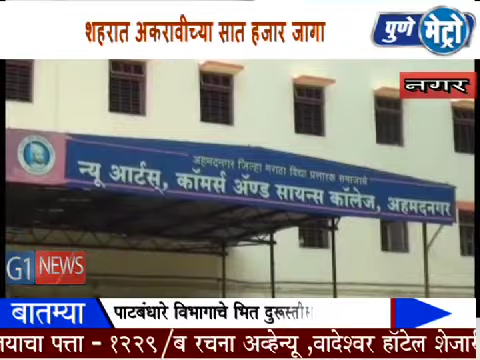 शहरात अकरावीच्या सात हजार जागा
पुणे मेट्रो
नगर
अहमदनगर जिल्हा मराठा विद्या प्रसारक समाजाचे
न्यू आर्टस्, कॉमर्स ॲण्ड सायन्स कॉलेज, अहमदनगर
G1 NEWS
बातम्या
पाटबंधारे विभागाचे भित दुरूस्ती
याचा पत्ता - १२२९/ब रचना अव्हेन्यू ,वादेश्वर हॉटेल शेजारी